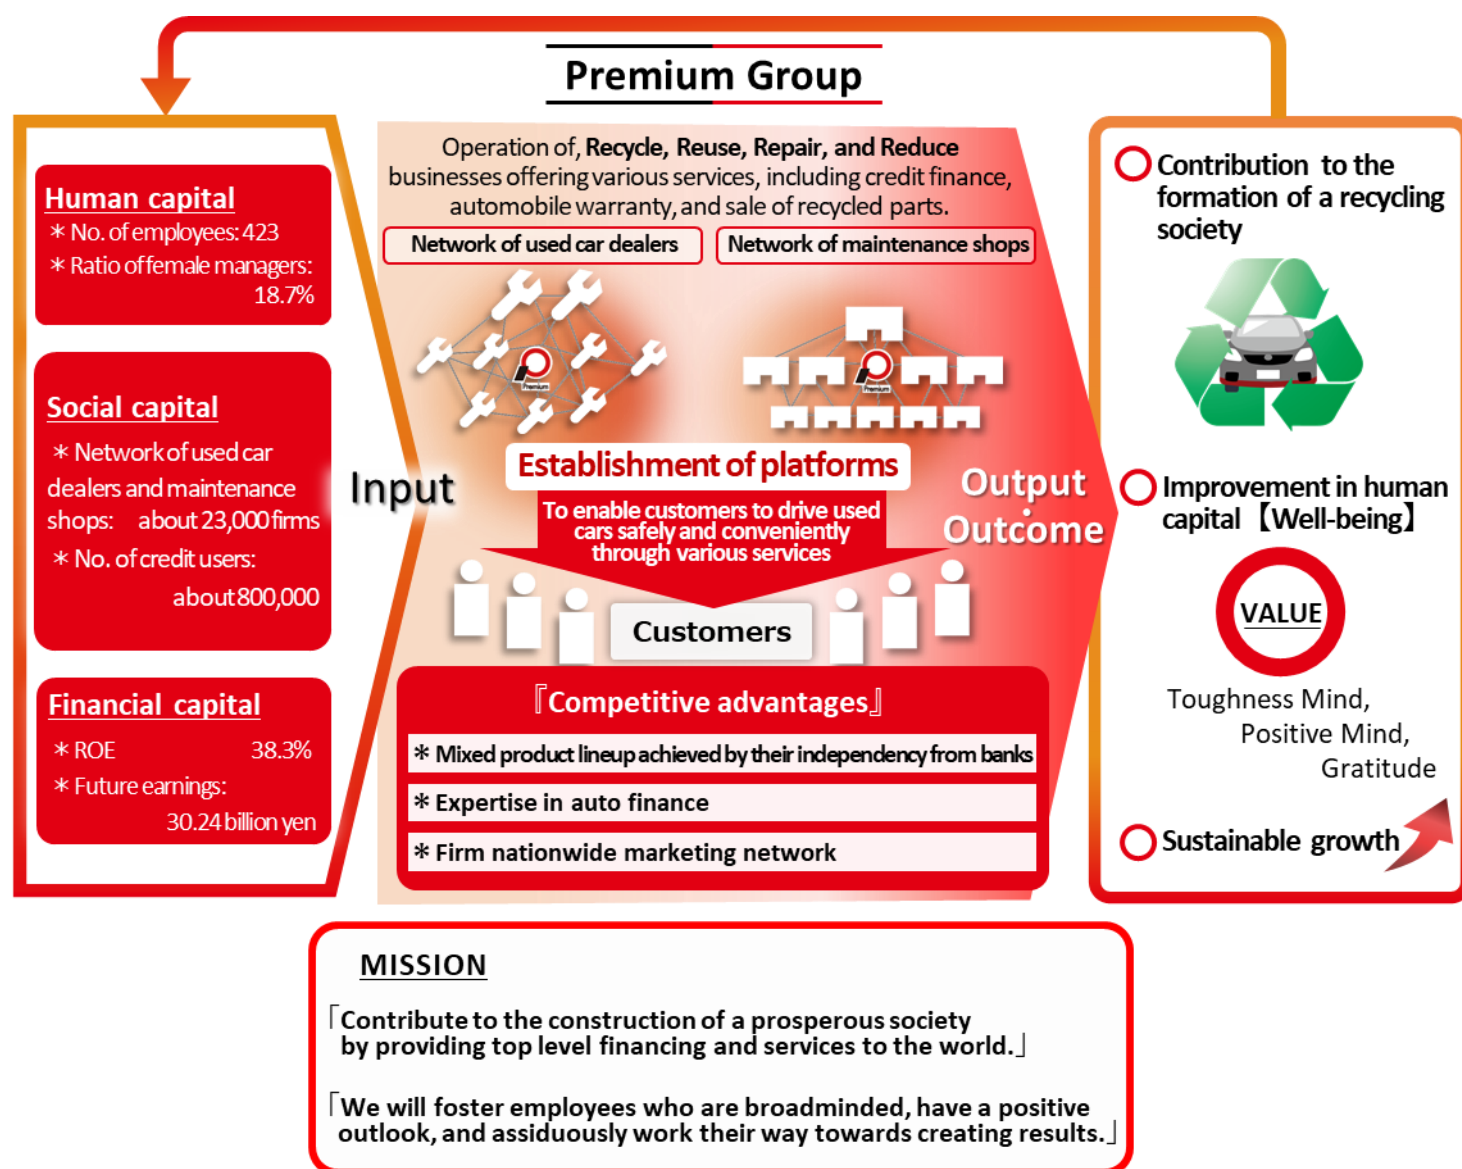 Premium Group
Human capital
＊ No. of employees: 423
＊ Ratio of female managers:
18.7%
Social capital
＊ Network of used car
dealers and maintenance
shops: about 23,000 firms
＊ No. of credit users:
about 800,000
Financial capital
＊ ROE 38.3%
＊ Future earnings:
30.24 billion yen
Input
Operation of, Recycle, Reuse, Repair, and Reduce
businesses offering various services, including credit finance,
automobile warranty, and sale of recycled parts.
Network of used car dealers
Network of maintenance shops
Premium
Premium
Establishment of platforms
To enable customers to drive used
cars safely and conveniently
through various services
Customers
『Competitive advantages』
＊ Mixed product lineup achieved by their independency from banks
＊ Expertise in auto finance
＊ Firm nationwide marketing network
Output
・
Outcome
Contribution to the
formation of a recycling
society
Improvement in human
capital【Well-being】
VALUE
Toughness Mind,
Positive Mind,
Gratitude
Sustainable growth
MISSION
「Contribute to the construction of a prosperous society
by providing top level financing and services to the world.」
「We will foster employees who are broadminded, have a positive
outlook, and assiduously work their way towards creating results.」